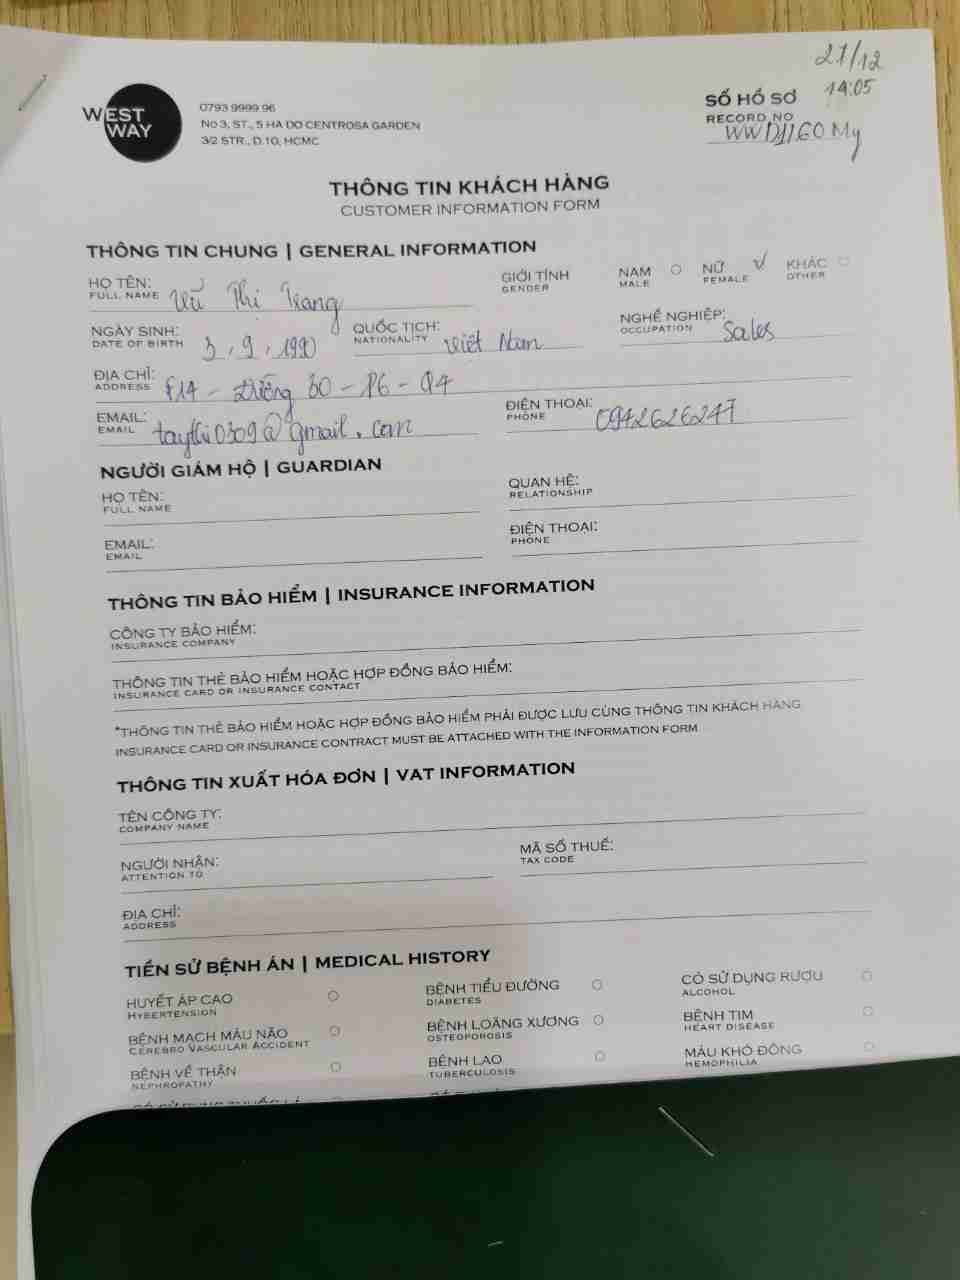 27/12
14:05
WEST
WAY
0793 9999 96
NO 3, ST., 5 HA DO CENTROSA GARDEN
3/2 STR., D.10, HCMC
SỐ HỒ SƠ
RECORD NO
WWD1160 My
THÔNG TIN KHÁCH HÀNG
CUSTOMER INFORMATION FORM
THÔNG TIN CHUNG | GENERAL INFORMATION
HỌ TÊN: Vũ Thị Trang
FULL NAME
GIỚI TÍNH
GENDER
NAM
MALE
NỮ
FEMALE
KHÁC
OTHER
NGÀY SINH: 3, 9, 1990
DATE OF BIRTH
QUỐC TỊCH: Việt Nam
NATIONALITY
NGHỀ NGHIỆP: Sales
OCCUPATION
ĐỊA CHỈ: F14 - Đường 30 - P6 - Q4
ADDRESS
EMAIL: taytli0309@gmail.com
EMAIL
ĐIỆN THOẠI: 0942626247
PHONE
NGƯỜI GIÁM HỘ | GUARDIAN
HỌ TÊN:
FULL NAME
QUAN HỆ:
RELATIONSHIP
EMAIL:
EMAIL
ĐIỆN THOẠI:
PHONE
THÔNG TIN BẢO HIỂM | INSURANCE INFORMATION
CÔNG TY BẢO HIỂM:
INSURANCE COMPANY
THÔNG TIN THẺ BẢO HIỂM HOẶC HỢP ĐỒNG BẢO HIỂM:
INSURANCE CARD OR INSURANCE CONTACT
*THÔNG TIN THẺ BẢO HIỂM HOẶC HỢP ĐỒNG BẢO HIỂM PHẢI ĐƯỢC LƯU CÙNG THÔNG TIN KHÁCH HÀNG
INSURANCE CARD OR INSURANCE CONTRACT MUST BE ATTACHED WITH THE INFORMATION FORM
THÔNG TIN XUẤT HÓA ĐƠN | VAT INFORMATION
TÊN CÔNG TY:
COMPANY NAME
NGƯỜI NHẬN:
ATTENTION TO
MÃ SỐ THUẾ:
TAX CODE
ĐỊA CHỈ:
ADDRESS
TIỀN SỬ BỆNH ÁN | MEDICAL HISTORY
HUYẾT ÁP CAO
HYBERTENSION
BỆNH TIỂU ĐƯỜNG
DIABETES
CÓ SỬ DỤNG RƯỢU
ALCOHOL
BỆNH MẠCH MÁU NÃO
CEREBRO VASCULAR ACCIDENT
BỆNH LOÃNG XƯƠNG
OSTEOPOROSIS
BỆNH TIM
HEART DISEASE
BỆNH VỀ THẬN
NEPHROPATHY
BỆNH LAO
TUBERCULOSIS
MÁU KHÓ ĐÔNG
HEMOPHILIA